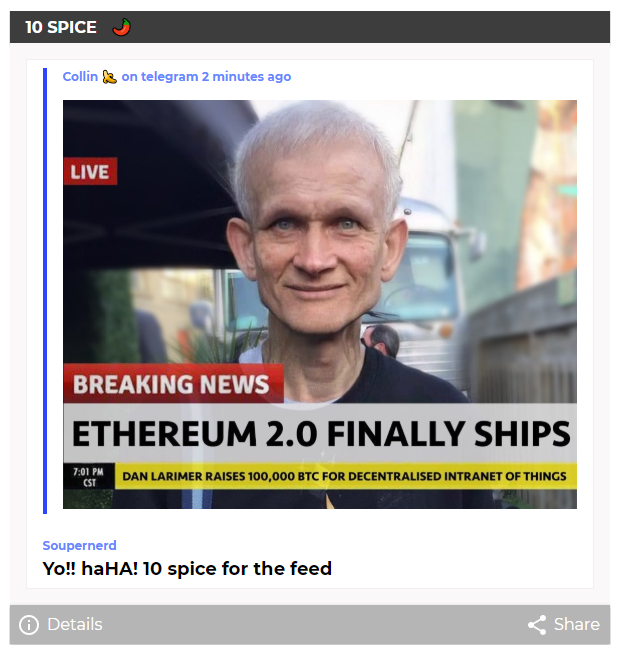 10 SPICE 🌶️
Collin 🍌 on telegram 2 minutes ago
LIVE
BREAKING NEWS
ETHEREUM 2.0 FINALLY SHIPS
7:01 PM
CST
DAN LARIMER RAISES 100,000 BTC FOR DECENTRALISED INTRANET OF THINGS
Soupernerd
Yo!! haHA! 10 spice for the feed
Details
Share